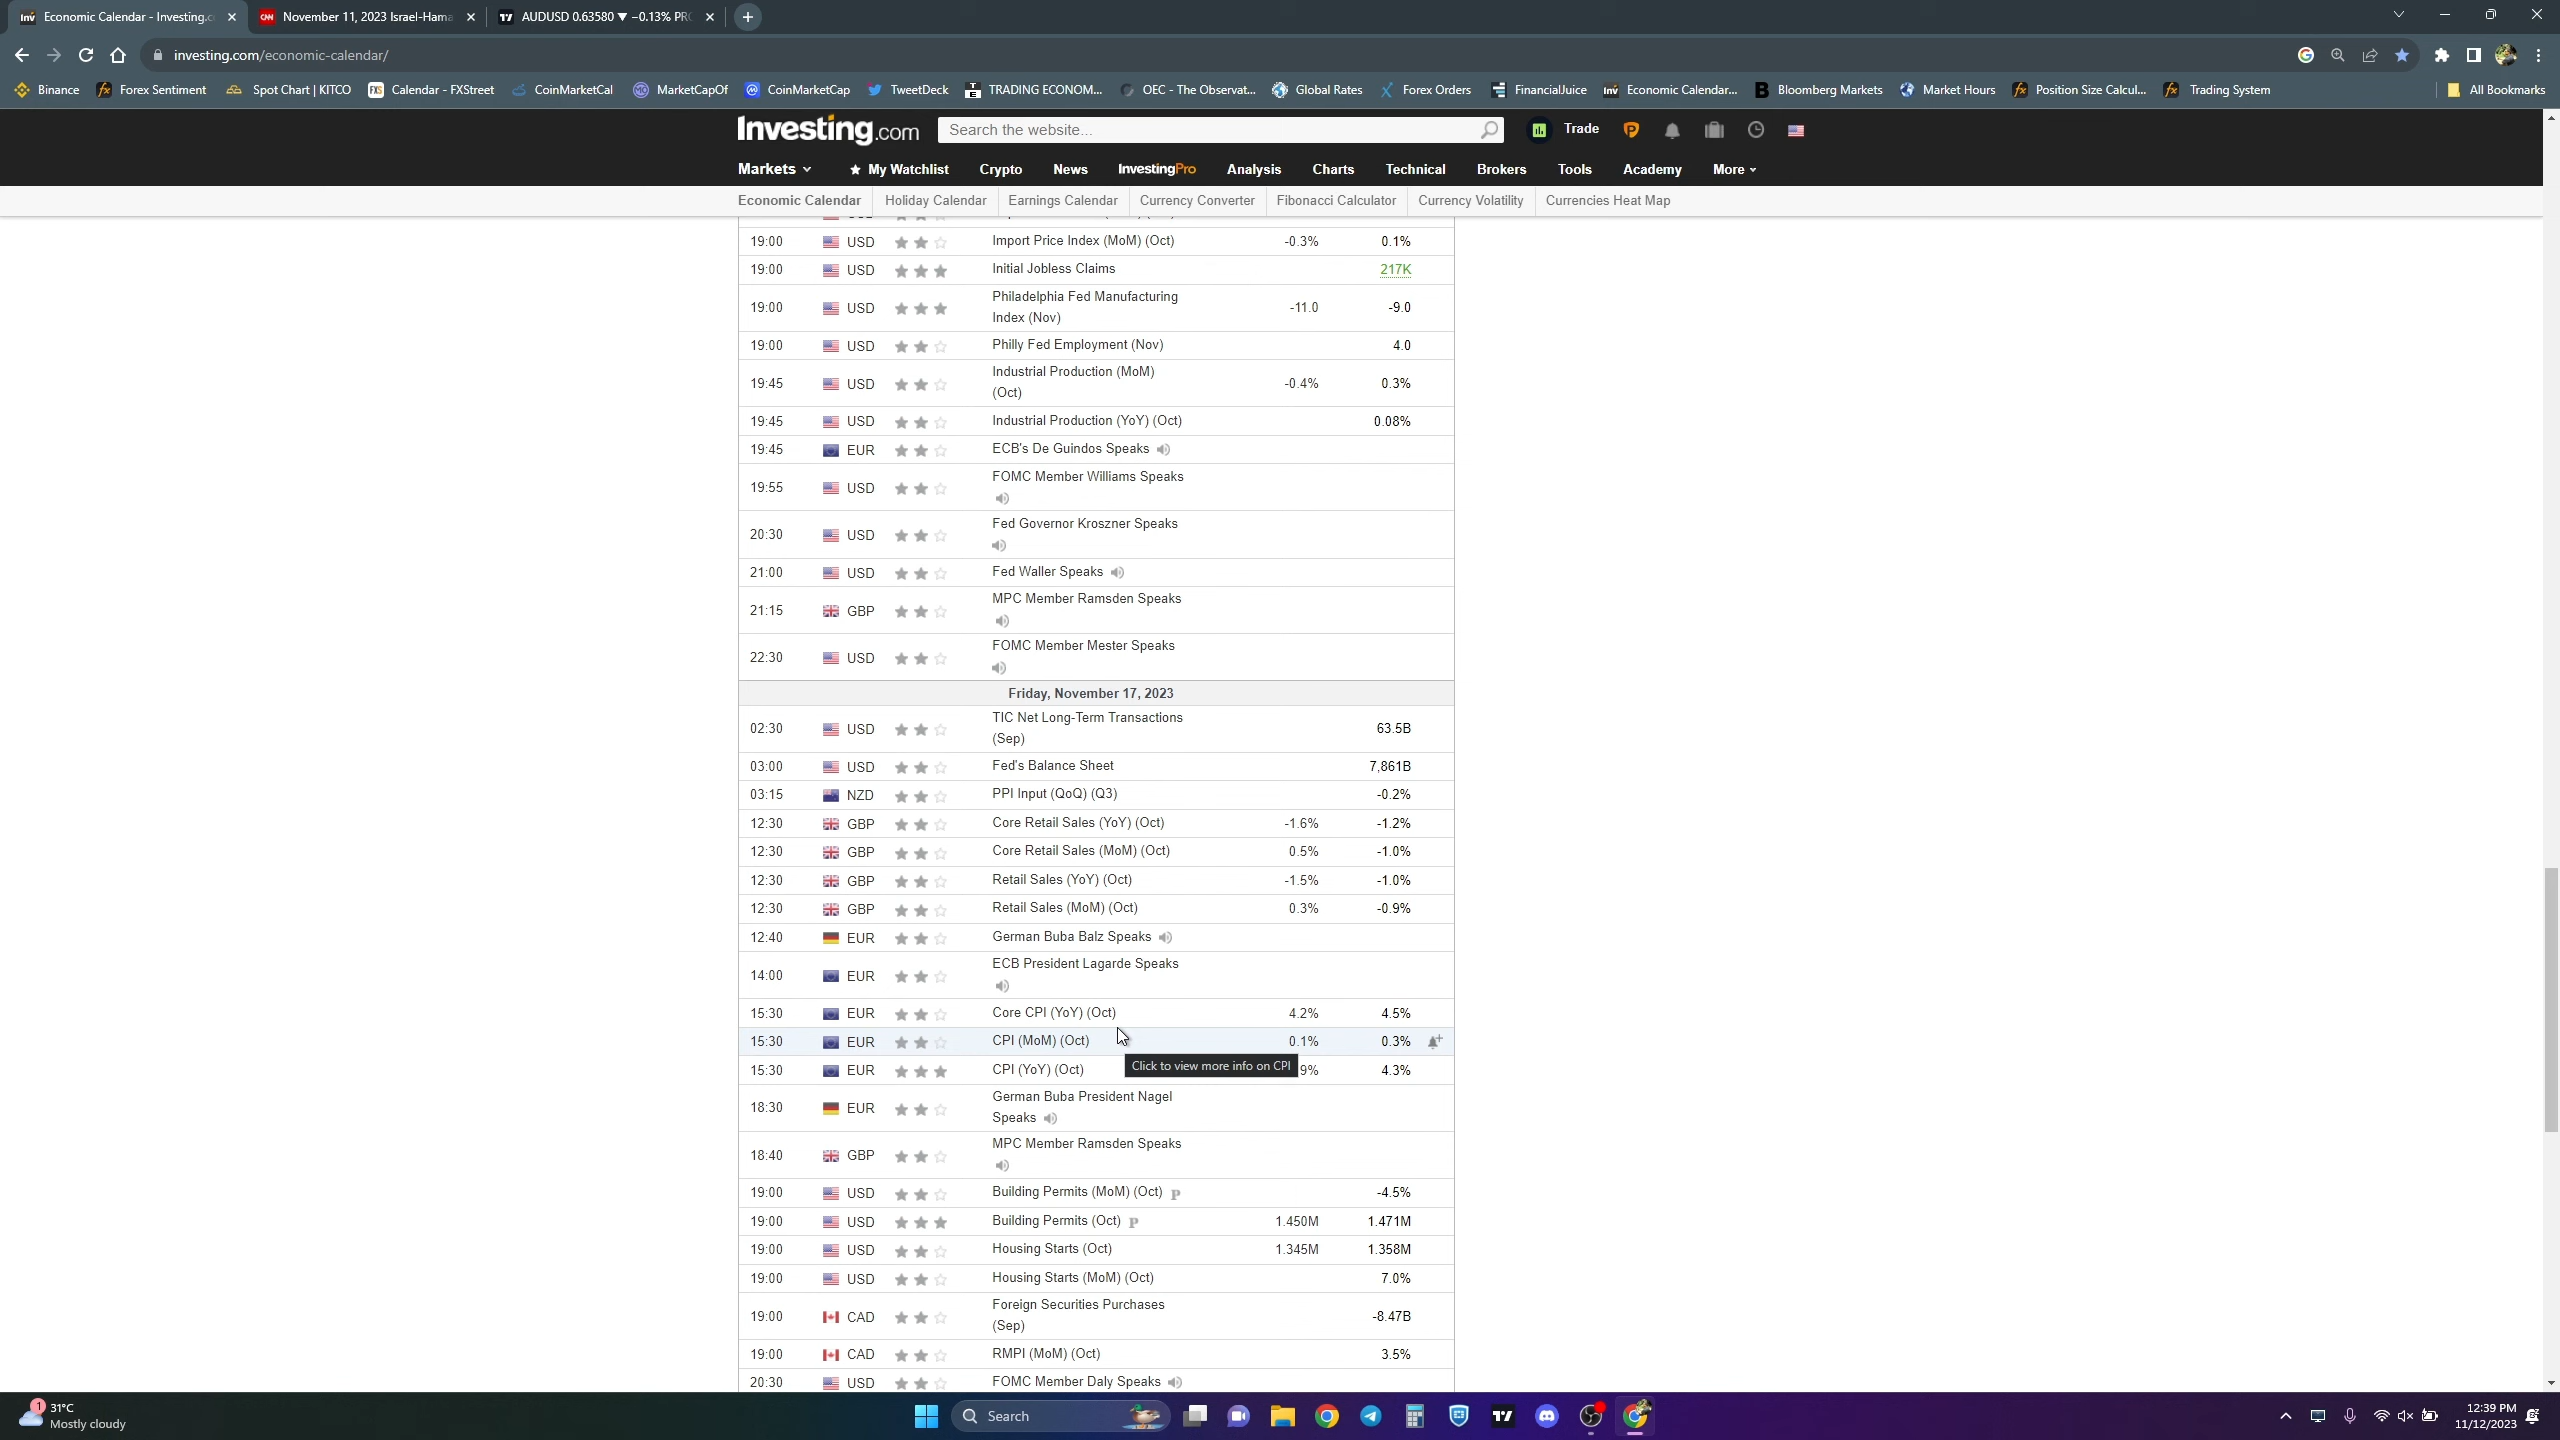 Economic Calendar - Investing.c
November 11, 2023 Israel-Hama
AUDUSD 0.63580 ▼ −0.13% PR
investing.com/economic-calendar/
Binance Forex Sentiment Spot Chart | KITCO Calendar - FXStreet CoinMarketCal MarketCapOf CoinMarketCap TweetDeck TRADING ECONOM... OEC - The Observat... Global Rates Forex Orders FinancialJuice Economic Calendar... Bloomberg Markets Market Hours Position Size Calcul... Trading System All Bookmarks
Investing.com Search the website... Trade
Markets My Watchlist Crypto News InvestingPro Analysis Charts Technical Brokers Tools Academy More
Economic Calendar Holiday Calendar Earnings Calendar Currency Converter Fibonacci Calculator Currency Volatility Currencies Heat Map
19:00 USD Import Price Index (MoM) (Oct) -0.3% 0.1%
19:00 USD Initial Jobless Claims 217K
19:00 USD Philadelphia Fed Manufacturing
Index (Nov) -11.0 -9.0
19:00 USD Philly Fed Employment (Nov) 4.0
19:45 USD Industrial Production (MoM)
(Oct) -0.4% 0.3%
19:45 USD Industrial Production (YoY) (Oct) 0.08%
19:45 EUR ECB's De Guindos Speaks
19:55 USD FOMC Member Williams Speaks
20:30 USD Fed Governor Kroszner Speaks
21:00 USD Fed Waller Speaks
21:15 GBP MPC Member Ramsden Speaks
22:30 USD FOMC Member Mester Speaks
Friday, November 17, 2023
02:30 USD TIC Net Long-Term Transactions
(Sep) 63.5B
03:00 USD Fed's Balance Sheet 7,861B
03:15 NZD PPI Input (QoQ) (Q3) -0.2%
12:30 GBP Core Retail Sales (YoY) (Oct) -1.6% -1.2%
12:30 GBP Core Retail Sales (MoM) (Oct) 0.5% -1.0%
12:30 GBP Retail Sales (YoY) (Oct) -1.5% -1.0%
12:30 GBP Retail Sales (MoM) (Oct) 0.3% -0.9%
12:40 EUR German Buba Balz Speaks
14:00 EUR ECB President Lagarde Speaks
15:30 EUR Core CPI (YoY) (Oct) 4.2% 4.5%
15:30 EUR CPI (MoM) (Oct) 0.1% 0.3%
Click to view more info on CPI
15:30 EUR CPI (YoY) (Oct) 9% 4.3%
18:30 EUR German Buba President Nagel
Speaks
18:40 GBP MPC Member Ramsden Speaks
19:00 USD Building Permits (MoM) (Oct) P -4.5%
19:00 USD Building Permits (Oct) P 1.450M 1.471M
19:00 USD Housing Starts (Oct) 1.345M 1.358M
19:00 USD Housing Starts (MoM) (Oct) 7.0%
19:00 CAD Foreign Securities Purchases
(Sep) -8.47B
19:00 CAD RMPI (MoM) (Oct) 3.5%
20:30 USD FOMC Member Daly Speaks
1 31°C
Mostly cloudy
Search
12:39 PM
11/12/2023